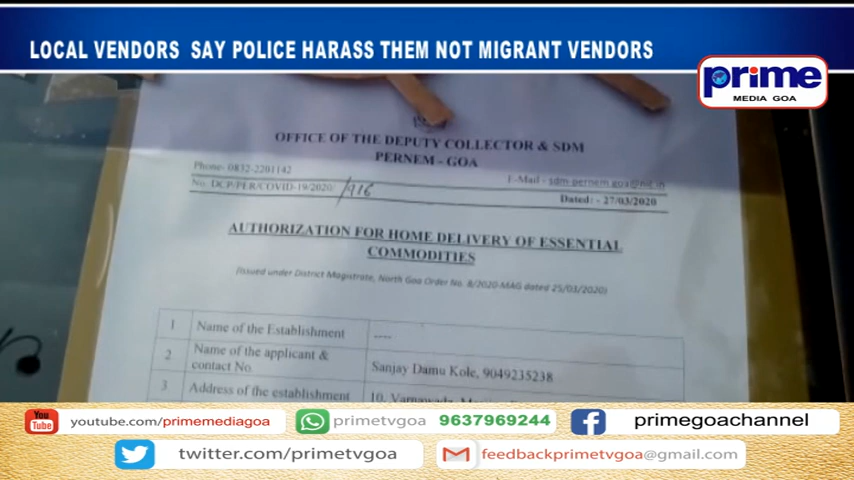 LOCAL VENDORS SAY POLICE HARASS THEM NOT MIGRANT VENDORS
prime
MEDIA GOA
OFFICE OF THE DEPUTY COLLECTOR & SDM
PERNEM - GOA
Phone- 0832-2201142
E-Mail - sdm-pernem.goa@nic.in
No. DCP/PER/COVID-19/2020/ 916
Dated: - 27/03/2020
AUTHORIZATION FOR HOME DELIVERY OF ESSENTIAL
COMMODITIES
(Issued under District Magistrate, North Goa Order No. 8/2020-MAG dated 25/03/2020)
1 Name of the Establishment ----
2 Name of the applicant &
contact No. Sanjay Damu Kole, 9049235238
3 Address of the establishment 10,
You Tube youtube.com/primemediagoa primetvgoa 9637969244 f primegoachannel
twitter.com/primetvgoa feedbackprimetvgoa@gmail.com